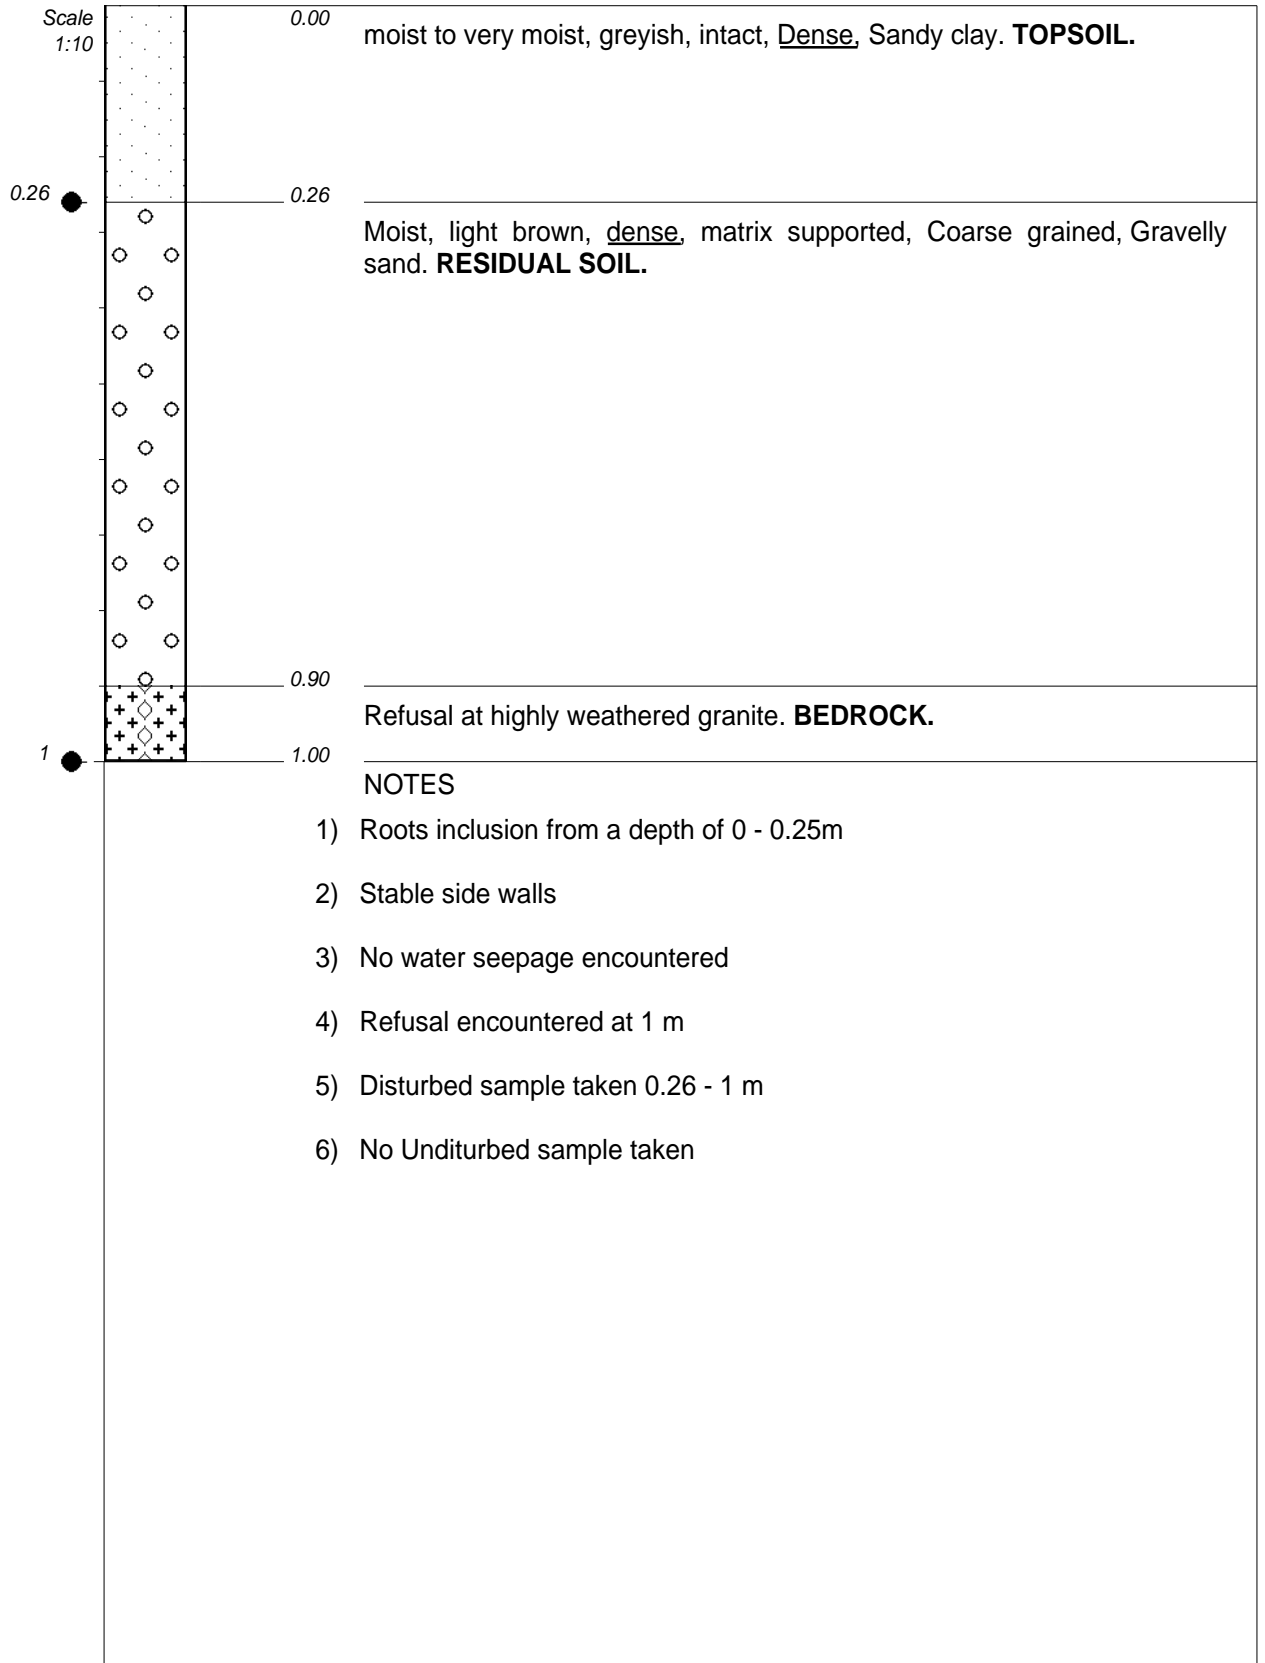 Scale
1:10
0.00
moist to very moist, greyish, intact, Dense, Sandy clay. TOPSOIL.
0.26
0.26
Moist, light brown, dense, matrix supported, Coarse grained, Gravelly
sand. RESIDUAL SOIL.
0.90
Refusal at highly weathered granite. BEDROCK.
1
1.00
NOTES
1) Roots inclusion from a depth of 0 - 0.25m
2) Stable side walls
3) No water seepage encountered
4) Refusal encountered at 1 m
5) Disturbed sample taken 0.26 - 1 m
6) No Unditurbed sample taken